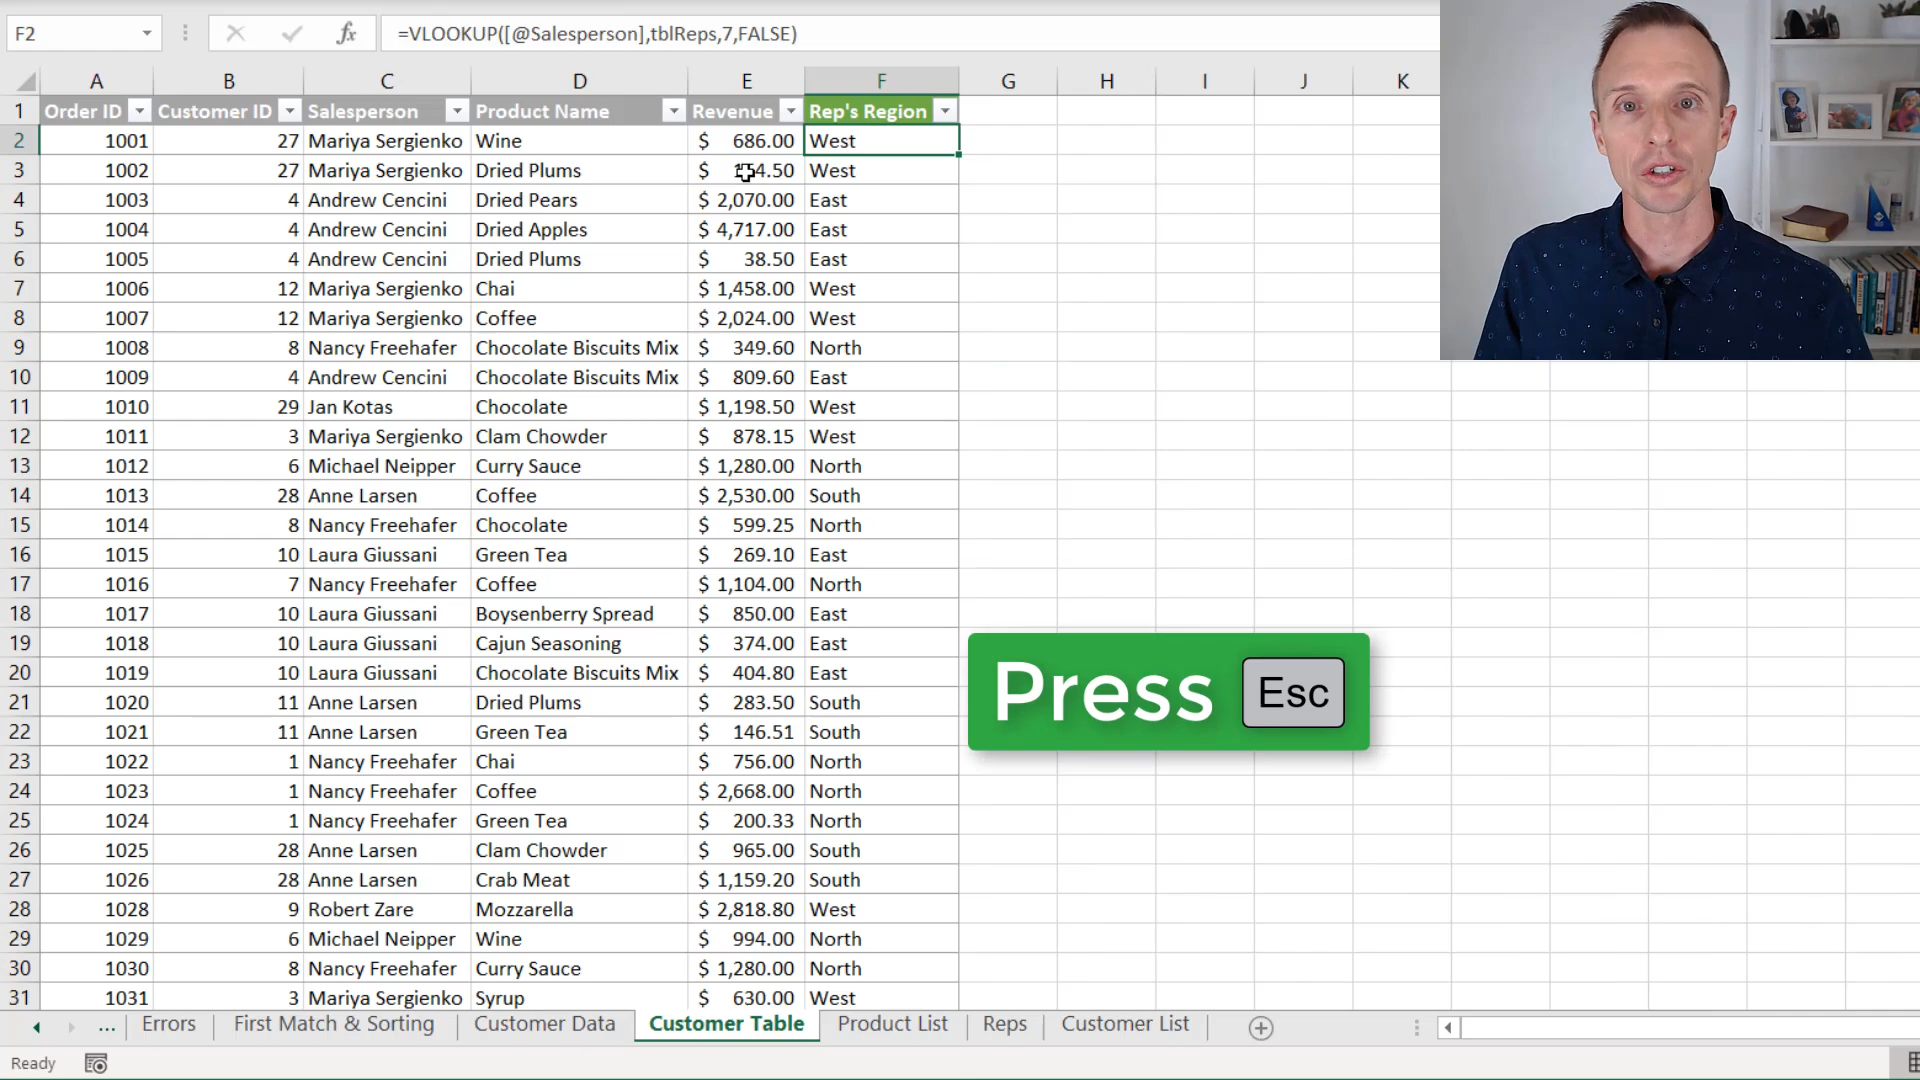 F2 fx =VLOOKUP([@Salesperson],tblReps,7,FALSE)
A B C D E F G H I J K
1 Order ID Customer ID Salesperson Product Name Revenue Rep's Region
2 1001 27 Mariya Sergienko Wine $ 686.00 West
3 1002 27 Mariya Sergienko Dried Plums $ 4.50 West
4 1003 4 Andrew Cencini Dried Pears $ 2,070.00 East
5 1004 4 Andrew Cencini Dried Apples $ 4,717.00 East
6 1005 4 Andrew Cencini Dried Plums $ 38.50 East
7 1006 12 Mariya Sergienko Chai $ 1,458.00 West
8 1007 12 Mariya Sergienko Coffee $ 2,024.00 West
9 1008 8 Nancy Freehafer Chocolate Biscuits Mix $ 349.60 North
10 1009 4 Andrew Cencini Chocolate Biscuits Mix $ 809.60 East
11 1010 29 Jan Kotas Chocolate $ 1,198.50 West
12 1011 3 Mariya Sergienko Clam Chowder $ 878.15 West
13 1012 6 Michael Neipper Curry Sauce $ 1,280.00 North
14 1013 28 Anne Larsen Coffee $ 2,530.00 South
15 1014 8 Nancy Freehafer Chocolate $ 599.25 North
16 1015 10 Laura Giussani Green Tea $ 269.10 East
17 1016 7 Nancy Freehafer Coffee $ 1,104.00 North
18 1017 10 Laura Giussani Boysenberry Spread $ 850.00 East
19 1018 10 Laura Giussani Cajun Seasoning $ 374.00 East
20 1019 10 Laura Giussani Chocolate Biscuits Mix $ 404.80 East
21 1020 11 Anne Larsen Dried Plums $ 283.50 South
22 1021 11 Anne Larsen Green Tea $ 146.51 South
23 1022 1 Nancy Freehafer Chai $ 756.00 North
24 1023 1 Nancy Freehafer Coffee $ 2,668.00 North
25 1024 1 Nancy Freehafer Green Tea $ 200.33 North
26 1025 28 Anne Larsen Clam Chowder $ 965.00 South
27 1026 28 Anne Larsen Crab Meat $ 1,159.20 South
28 1028 9 Robert Zare Mozzarella $ 2,818.80 West
29 1029 6 Michael Neipper Wine $ 994.00 North
30 1030 8 Nancy Freehafer Curry Sauce $ 1,280.00 North
31 1031 3 Mariya Sergienko Syrup $ 630.00 West
Press Esc
... Errors First Match & Sorting Customer Data Customer Table Product List Reps Customer List
Ready